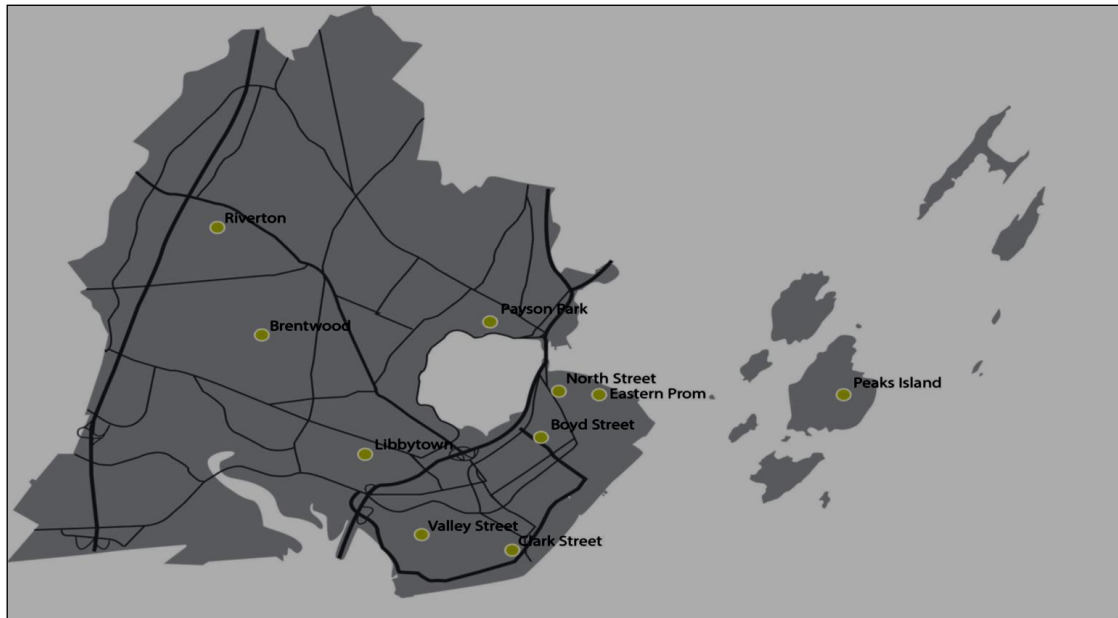 Riverton
Payson Park
Brentwood
North Street
Peaks Island
Eastern Prom
Boyd Street
Libbytown
Valley Street
Clark Street